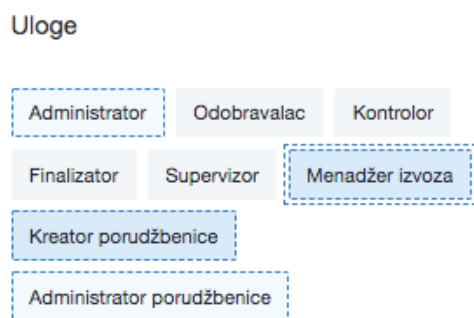 Uloge
Administrator Odobravalac Kontrolor
Finalizator Supervizor Menadžer izvoza
Kreator porudžbenice
Administrator porudžbenice